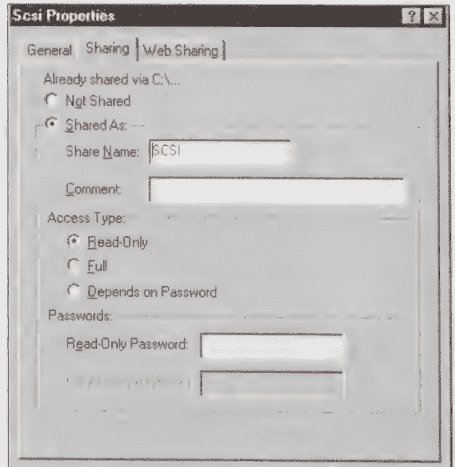 Scsi Properties
General Sharing Web Sharing
Already shared via C:\...
Not Shared
Shared As:
Share Name: SCSI
Comment:
Access Type:
Read-Only
Full
Depends on Password
Passwords:
Read-Only Password: